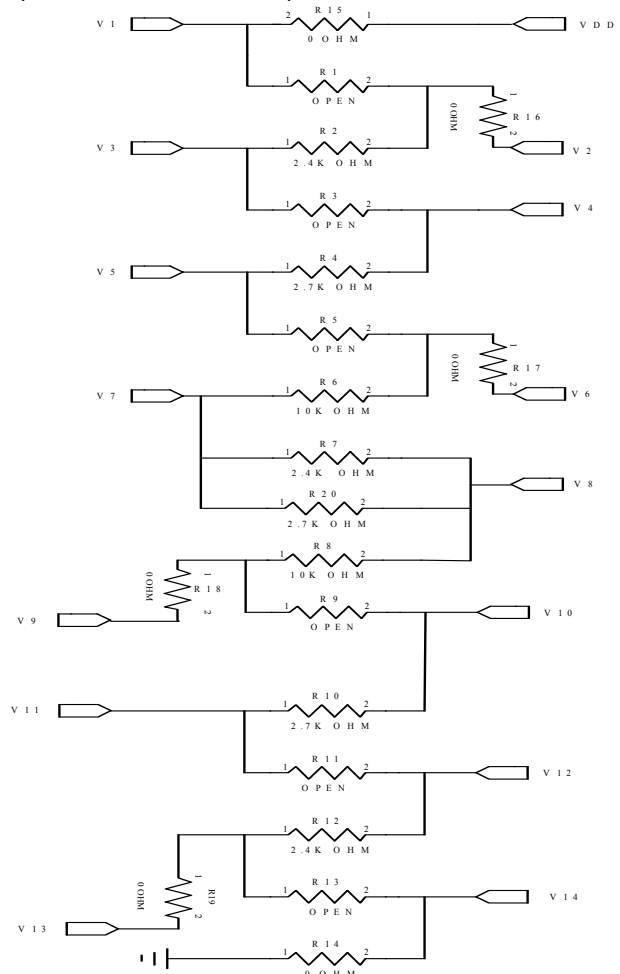 2 R15 1
V1 VDD
0 OHM
1 R1 2
OPEN
1
0 OHM R16
2
V3 1 R2 2 V2
2.4K OHM
1 R3 2 V4
OPEN
V5 1 R4 2
2.7K OHM
1 R5 2
OPEN
1
0 OHM R17
2
V7 1 R6 2 V6
10K OHM
1 R7 2
2.4K OHM
V8
1 R20 2
2.7K OHM
1 R8 2
10K OHM
1
0 OHM R18
2
V9 1 R9 2 V10
OPEN
V11 1 R10 2
2.7K OHM
1 R11 2 V12
OPEN
1 R12 2
2.4K OHM
1
0 OHM R19
2
1 R13 2 V14
OPEN
V13
1 R14 2
0 OHM